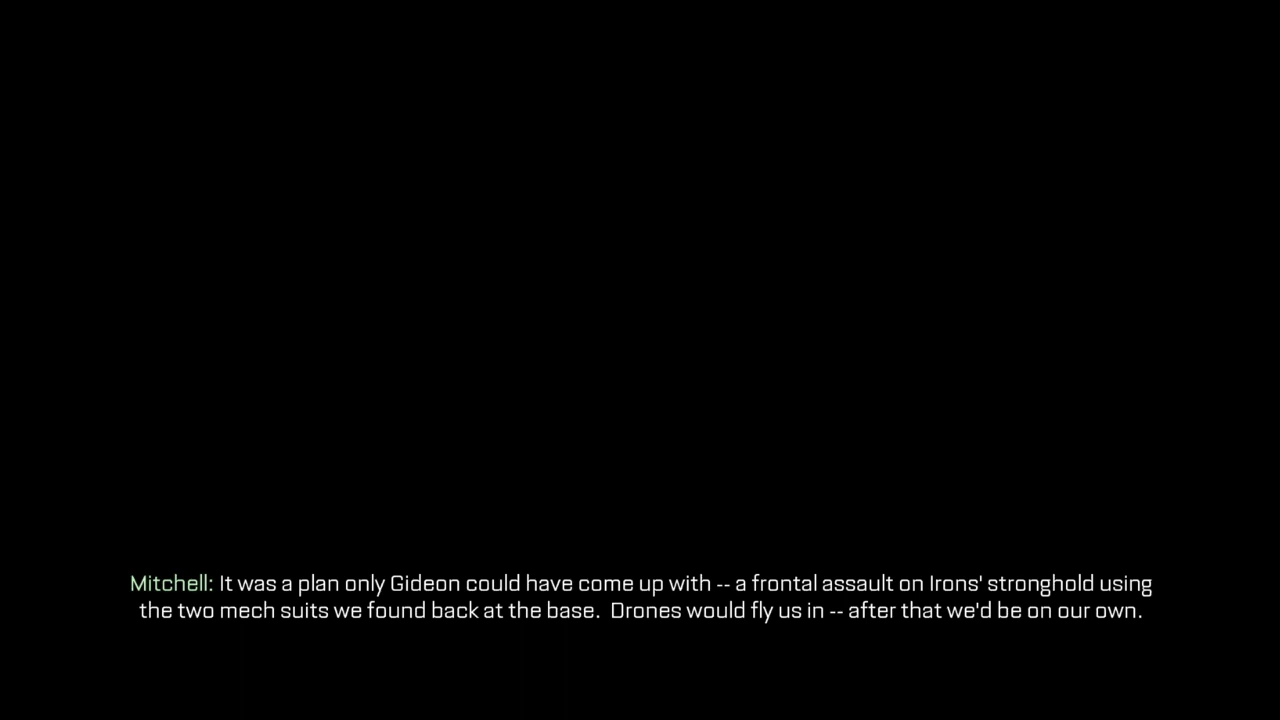 Mitchell: It was a plan only Gideon could have come up with -- a frontal assault on Irons' stronghold using
the two mech suits we found back at the base.  Drones would fly us in -- after that we'd be on our own.